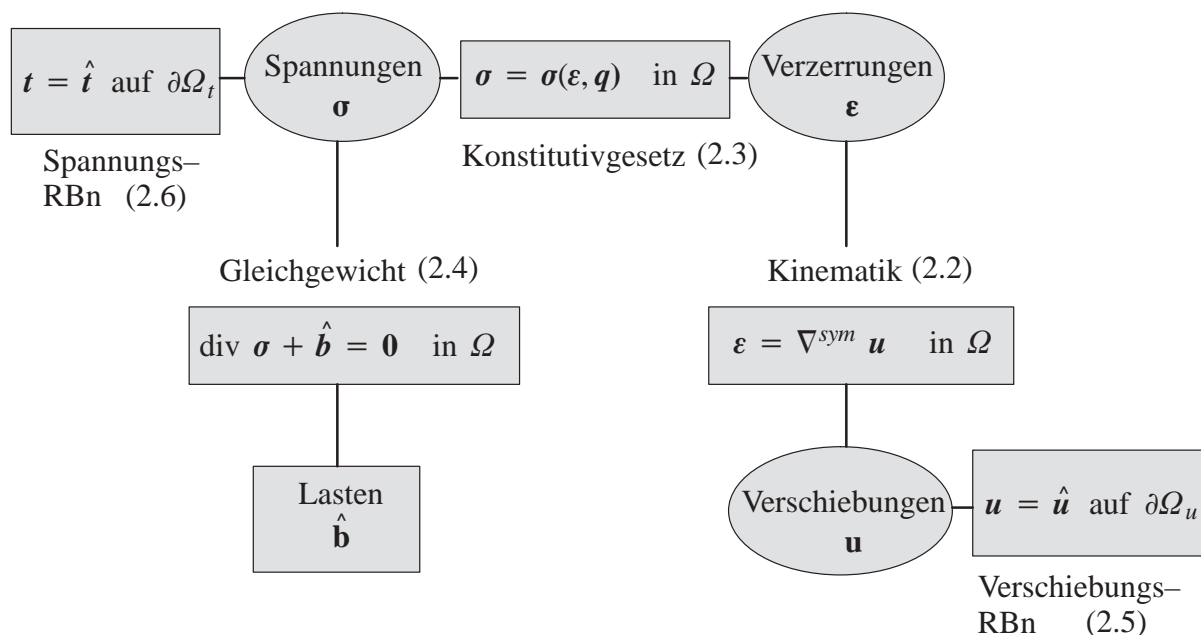 t = t̂ auf ∂Ω_t
Spannungen
σ
σ = σ(ε, q) in Ω
Verzerrungen
ε
Spannungs–
RBn (2.6)
Konstitutivgesetz (2.3)
Gleichgewicht (2.4)
Kinematik (2.2)
div σ + b̂ = 0 in Ω
ε = ∇^{sym} u in Ω
Lasten
b̂
Verschiebungen
u
u = û auf ∂Ω_u
Verschiebungs–
RBn (2.5)